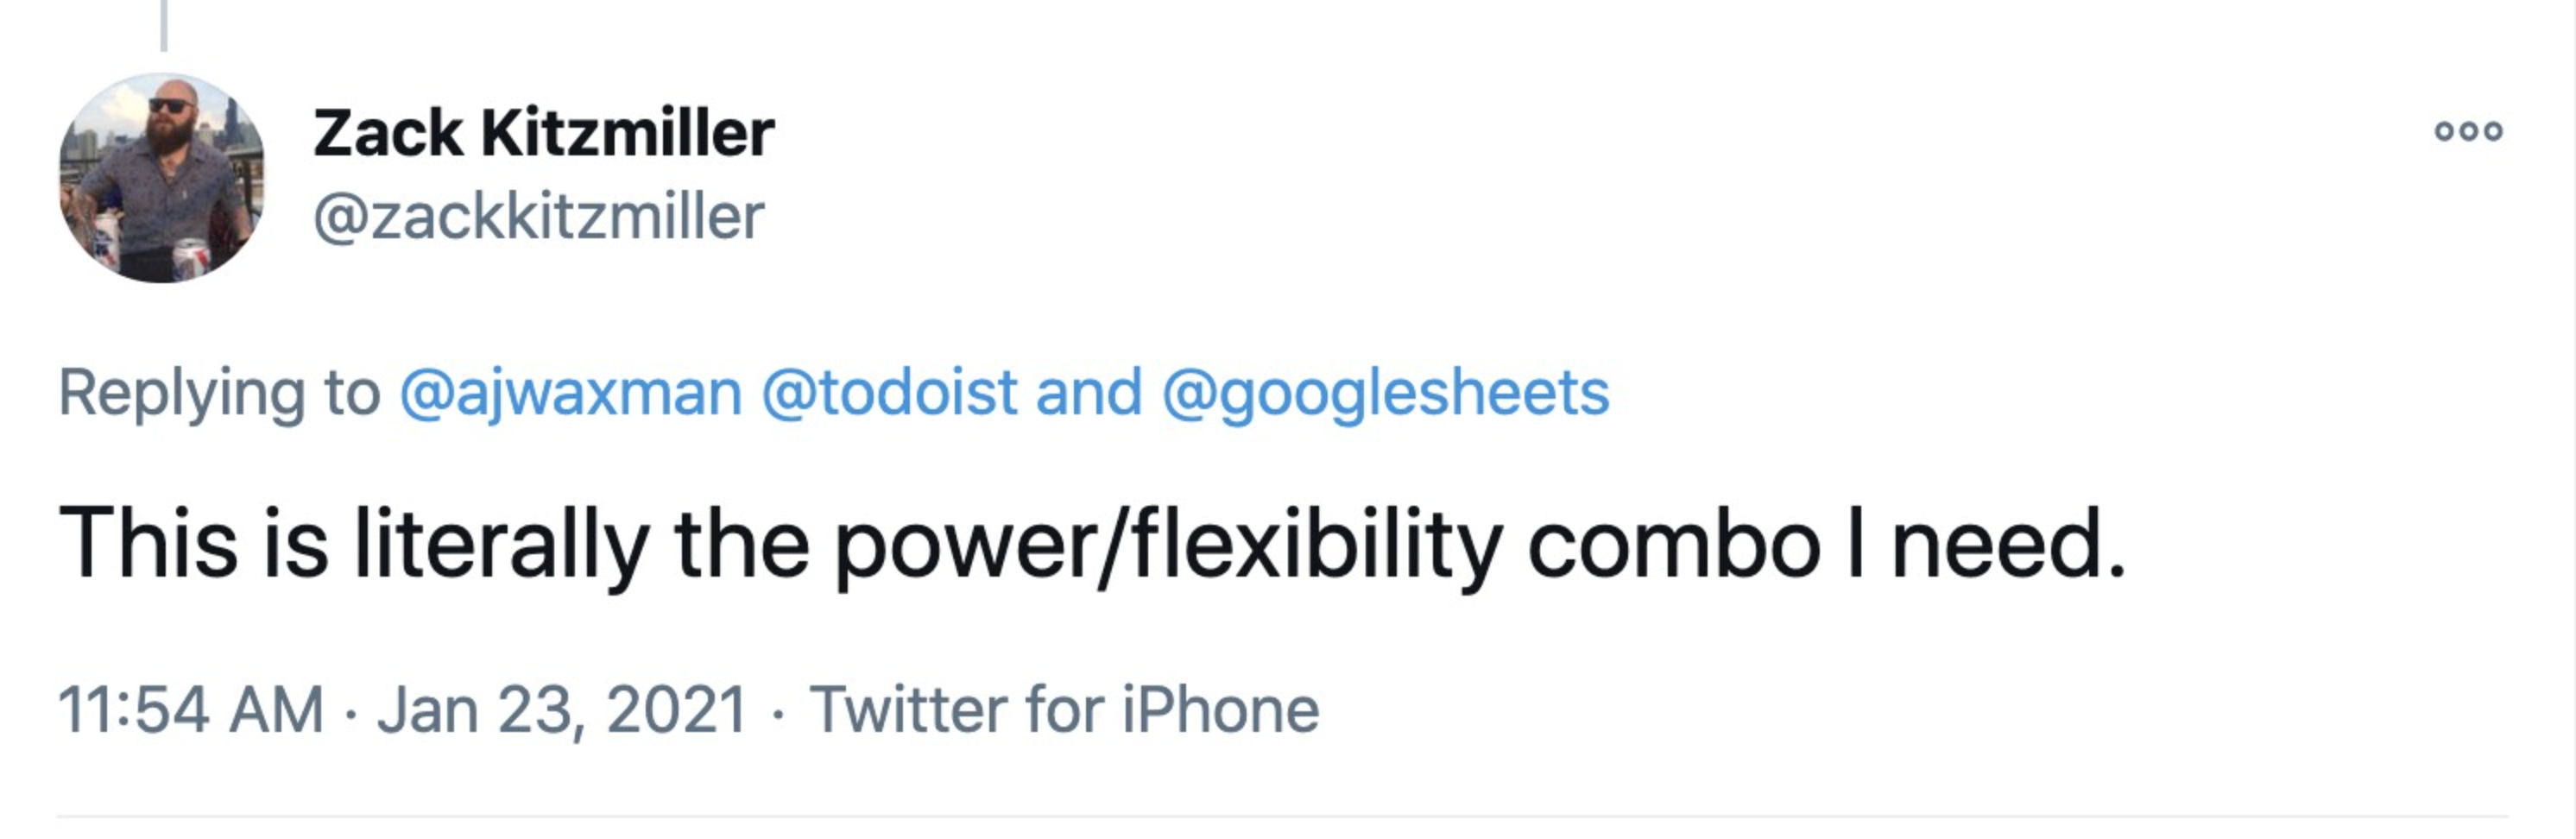 Zack Kitzmiller
@zackkitzmiller
Replying to @ajwaxman @todoist and @googlesheets
This is literally the power/flexibility combo I need.
11:54 AM · Jan 23, 2021 · Twitter for iPhone